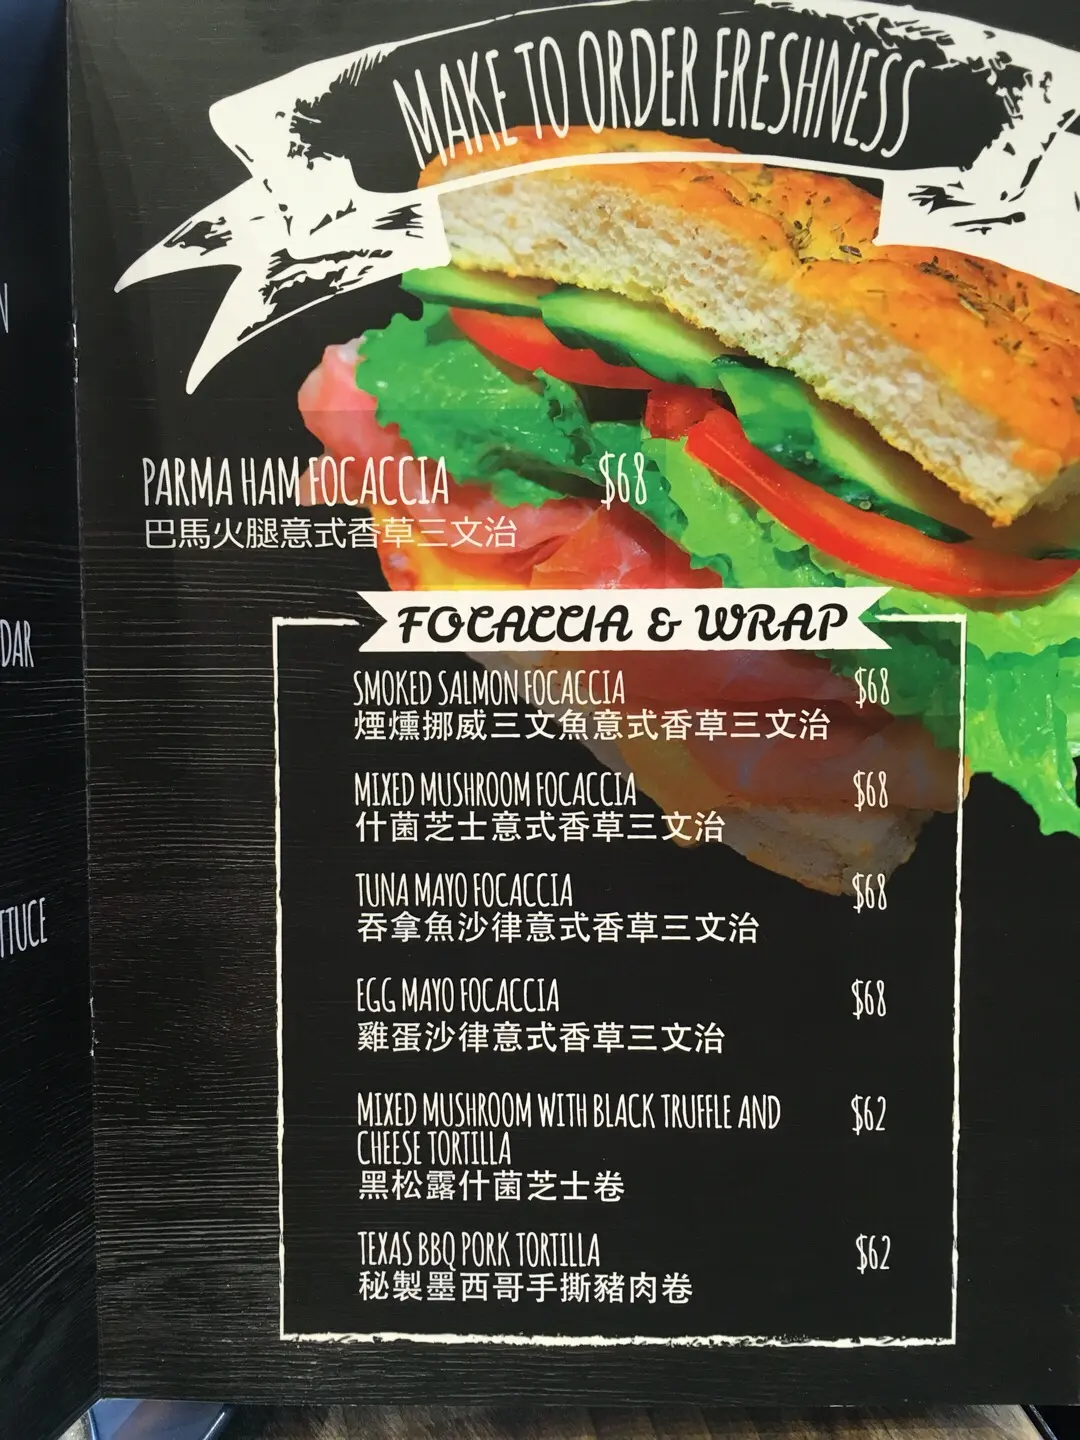 MAKE TO ORDER FRESHNESS
PARMA HAM FOCACCIA $68
巴馬火腿意式香草三文治
FOCACCIA & WRAP
SMOKED SALMON FOCACCIA $68
煙燻挪威三文魚意式香草三文治
MIXED MUSHROOM FOCACCIA $68
什菌芝士意式香草三文治
TUNA MAYO FOCACCIA $68
吞拿魚沙律意式香草三文治
EGG MAYO FOCACCIA $68
雞蛋沙律意式香草三文治
MIXED MUSHROOM WITH BLACK TRUFFLE AND $62
CHEESE TORTILLA
黑松露什菌芝士卷
TEXAS BBQ PORK TORTILLA $62
秘製墨西哥手撕豬肉卷